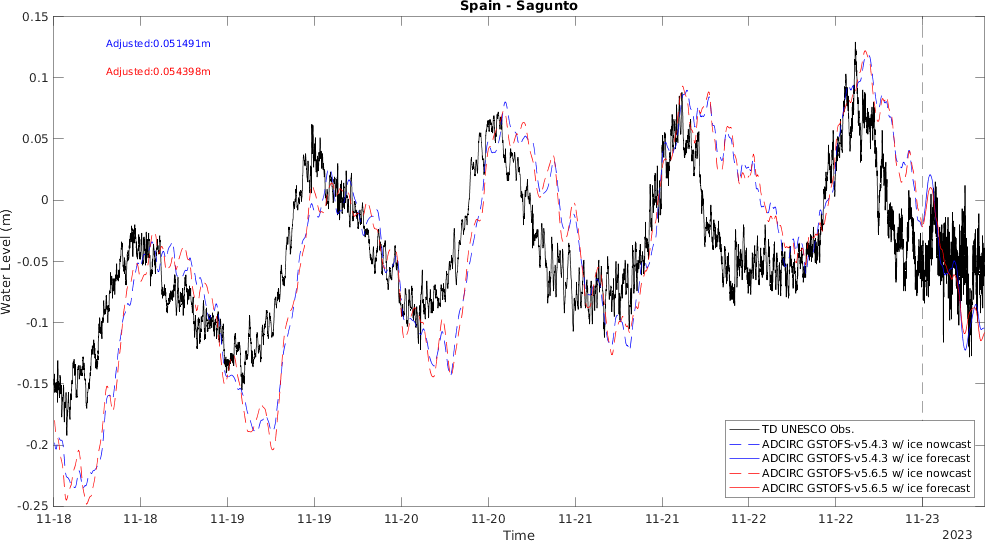 Spain - Sagunto
Adjusted:0.051491m
Adjusted:0.054398m
0.15
0.1
0.05
0
-0.05
-0.1
-0.15
-0.2
-0.25
Water Level (m)
TD UNESCO Obs.
ADCIRC GSTOFS-v5.4.3 w/ ice nowcast
ADCIRC GSTOFS-v5.4.3 w/ ice forecast
ADCIRC GSTOFS-v5.6.5 w/ ice nowcast
ADCIRC GSTOFS-v5.6.5 w/ ice forecast
11-18 11-18 11-19 11-19 11-20 11-20 11-21 11-21 11-22 11-22 11-23
Time
2023